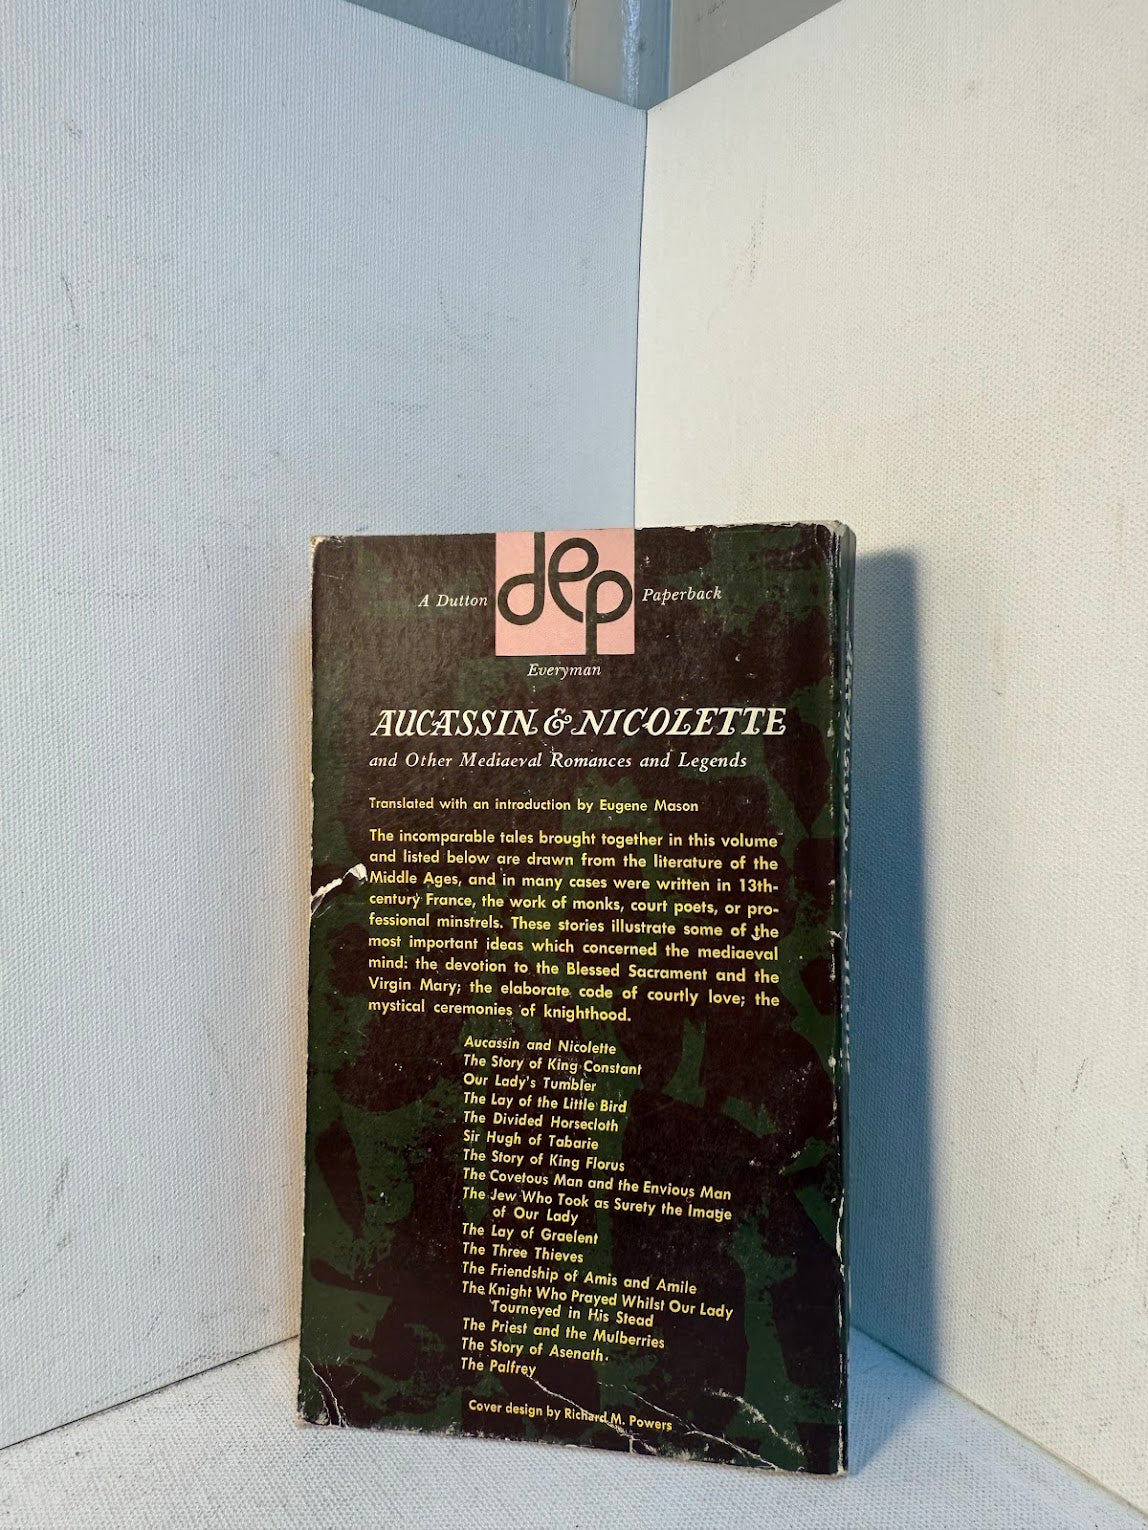 A Dutton dep Paperback
Everyman
AUCASSIN & NICOLETTE
and Other Mediaeval Romances and Legends
Translated with an introduction by Eugene Mason
The incomparable tales brought together in this volume
and listed below are drawn from the literature of the
Middle Ages, and in many cases were written in 13th-
century France, the work of monks, court poets, or pro-
fessional minstrels. These stories illustrate some of the
most important ideas which concerned the mediaeval
mind: the devotion to the Blessed Sacrament and the
Virgin Mary; the elaborate code of courtly love; the
mystical ceremonies of knighthood.
Aucassin and Nicolette
The Story of King Constant
Our Lady's Tumbler
The Lay of the Little Bird
The Divided Horsecloth
Sir Hugh of Tabarie
The Story of King Florus
The Covetous Man and the Envious Man
The Jew Who Took as Surety the Image
of Our Lady
The Lay of Graelent
The Three Thieves
The Friendship of Amis and Amile
The Knight Who Prayed Whilst Our Lady
Tourneyed in His Stead
The Priest and the Mulberries
The Story of Asenath
The Palfrey
Cover design by Richard M. Powers